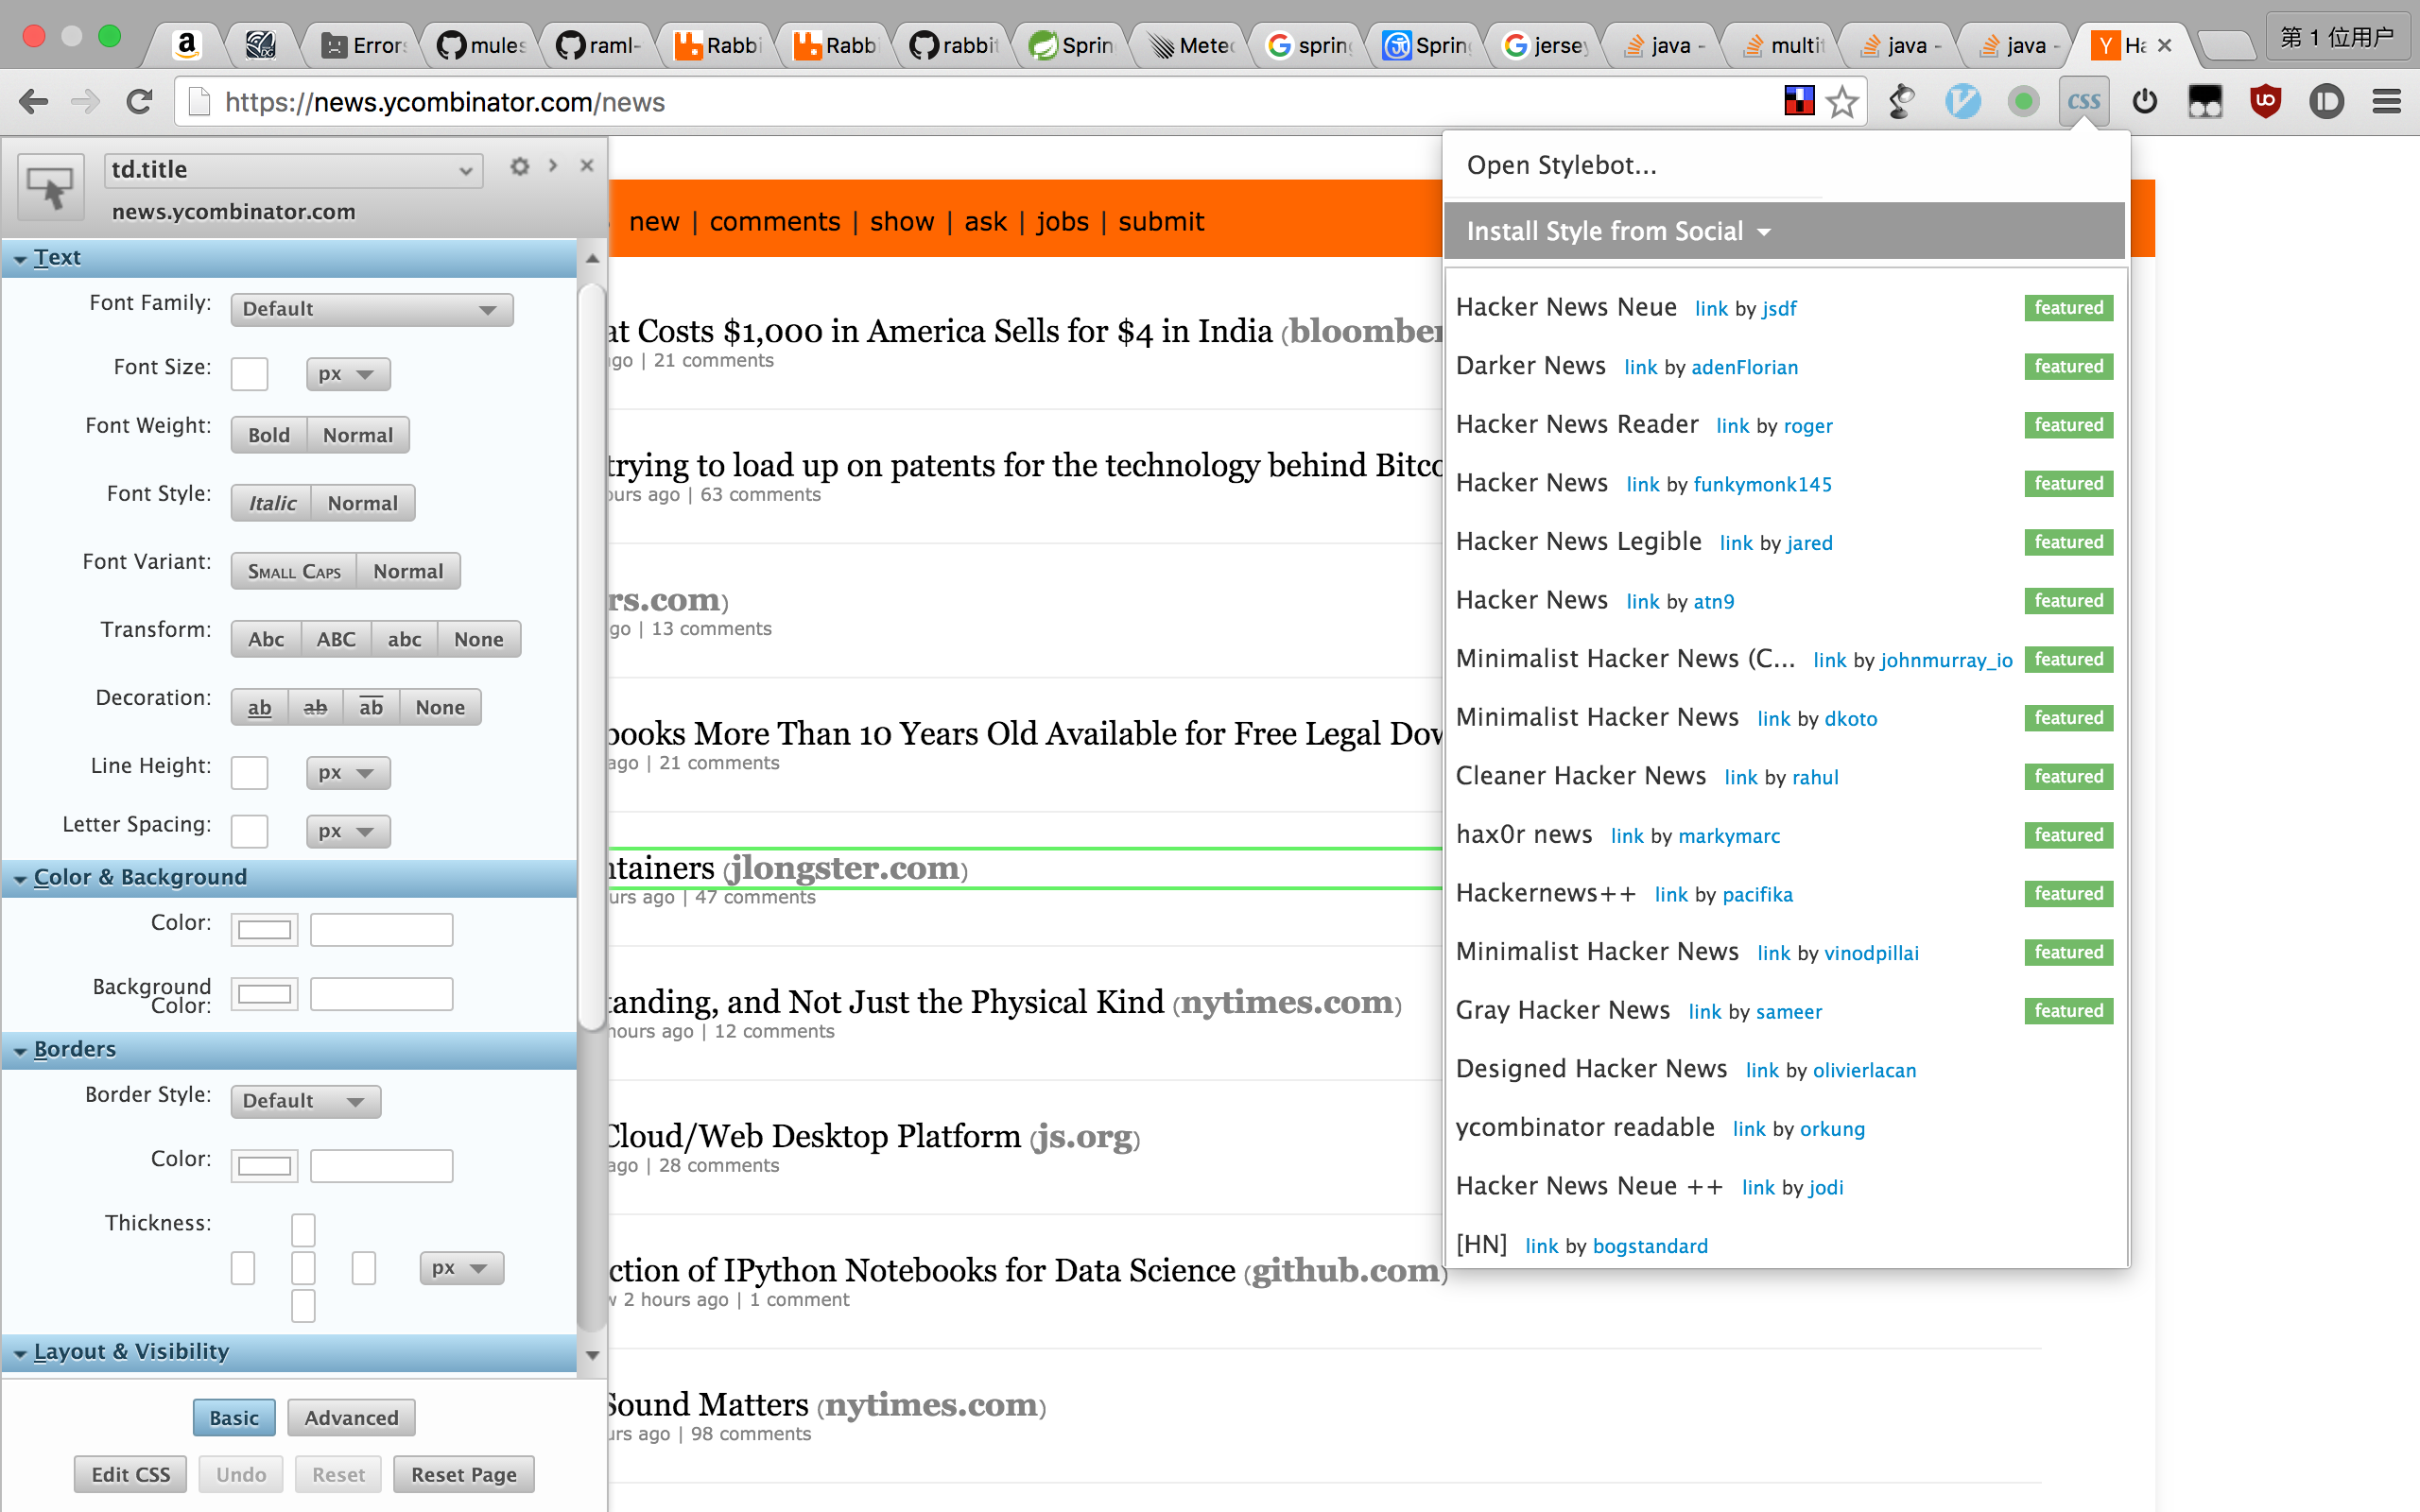 Errors
mules
raml-
Rabbi
Rabb
rabbit
Sprin
Mete
spring
Sprin
jersey
java -
multit
java -
java -
Ha
第 1 位用户
https://news.ycombinator.com/news
css
td.title
news.ycombinator.com
Text
Font Family: Default
Font Size: px
Font Weight: Bold Normal
Font Style: Italic Normal
Font Variant: Small Caps Normal
Transform: Abc ABC abc None
Decoration: ab ab ab None
Line Height: px
Letter Spacing: px
Color & Background
Color:
Background
Color:
Borders
Border Style: Default
Color:
Thickness:
px
Layout & Visibility
Basic Advanced
Edit CSS Undo Reset Reset Page
new | comments | show | ask | jobs | submit
at Costs $1,000 in America Sells for $4 in India (bloomber
go | 21 comments
trying to load up on patents for the technology behind Bitco
ours ago | 63 comments
rs.com)
go | 13 comments
books More Than 10 Years Old Available for Free Legal Dow
ago | 21 comments
ntainers (jlongster.com)
urs ago | 47 comments
tanding, and Not Just the Physical Kind (nytimes.com)
hours ago | 12 comments
Cloud/Web Desktop Platform (js.org)
ago | 28 comments
ction of IPython Notebooks for Data Science (github.com)
2 hours ago | 1 comment
Sound Matters (nytimes.com)
urs ago | 98 comments
Open Stylebot...
Install Style from Social
Hacker News Neue link by jsdf featured
Darker News link by adenFlorian featured
Hacker News Reader link by roger featured
Hacker News link by funkymonk145 featured
Hacker News Legible link by jared featured
Hacker News link by atn9 featured
Minimalist Hacker News (C... link by johnmurray_io featured
Minimalist Hacker News link by dkoto featured
Cleaner Hacker News link by rahul featured
hax0r news link by markymarc featured
Hackernews++ link by pacifika featured
Minimalist Hacker News link by vinodpillai featured
Gray Hacker News link by sameer featured
Designed Hacker News link by olivierlacan
ycombinator readable link by orkung
Hacker News Neue ++ link by jodi
[HN] link by bogstandard